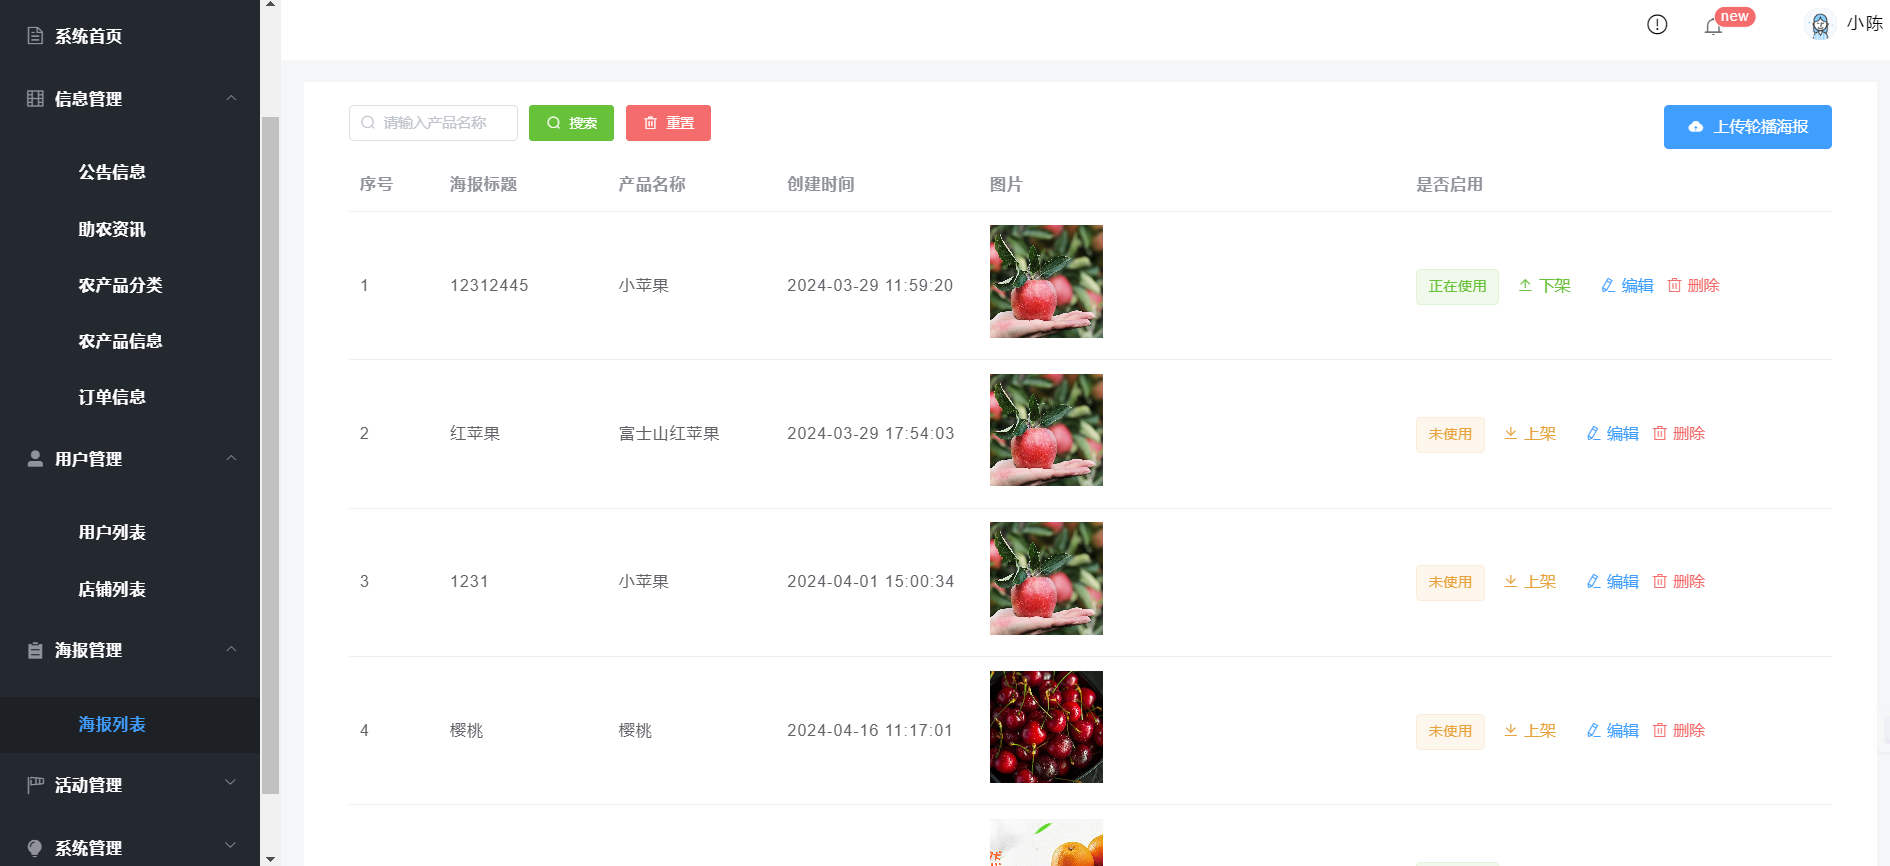 系统首页
信息管理
公告信息
助农资讯
农产品分类
农产品信息
订单信息
用户管理
用户列表
店铺列表
海报管理
海报列表
活动管理
系统管理
new
小陈
请输入产品名称 搜索 重置 上传轮播海报
序号 海报标题 产品名称 创建时间 图片 是否启用
1 12312445 小苹果 2024-03-29 11:59:20 正在使用 下架 编辑 删除
2 红苹果 富士山红苹果 2024-03-29 17:54:03 未使用 上架 编辑 删除
3 1231 小苹果 2024-04-01 15:00:34 未使用 上架 编辑 删除
4 樱桃 樱桃 2024-04-16 11:17:01 未使用 上架 编辑 删除